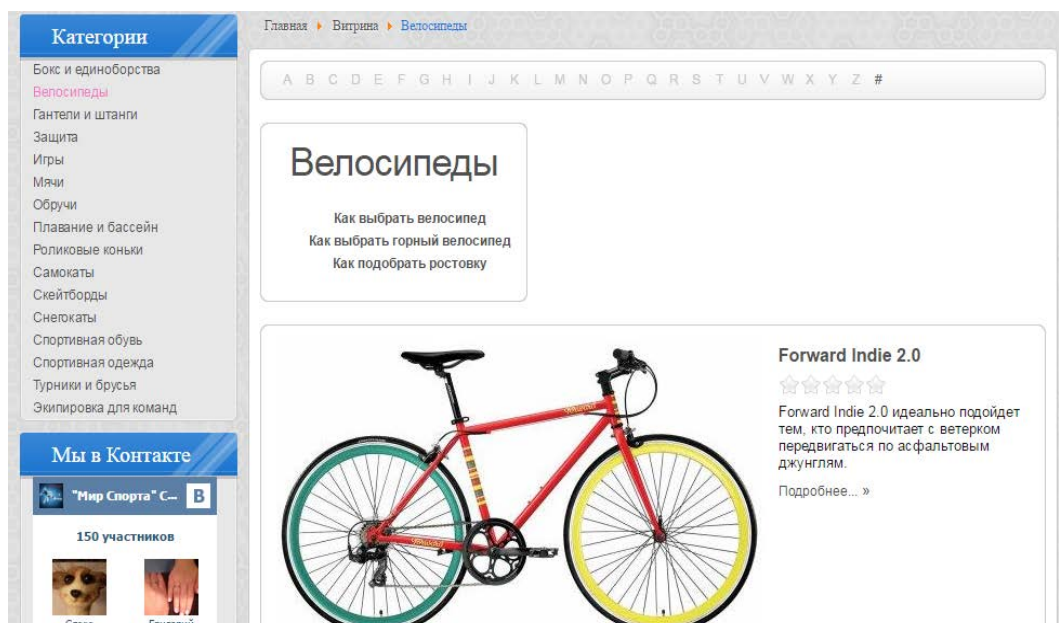 Категории
Бокс и единоборства
Велосипеды
Гантели и штанги
Защита
Игры
Мячи
Обручи
Плавание и бассейн
Роликовые коньки
Самокаты
Скейтборды
Снегокаты
Спортивная обувь
Спортивная одежда
Турники и брусья
Экипировка для команд
Мы в Контакте
"Мир Спорта" С... В
150 участников
Главная Витрина Велосипеды
A B C D E F G H I J K L M N O P Q R S T U V W X Y Z #
Велосипеды
Как выбрать велосипед
Как выбрать горный велосипед
Как подобрать ростовку
Forward Indie 2.0
Forward Indie 2.0 идеально подойдет
тем, кто предпочитает с ветерком
передвигаться по асфальтовым
джунглям.
Подробнее... »